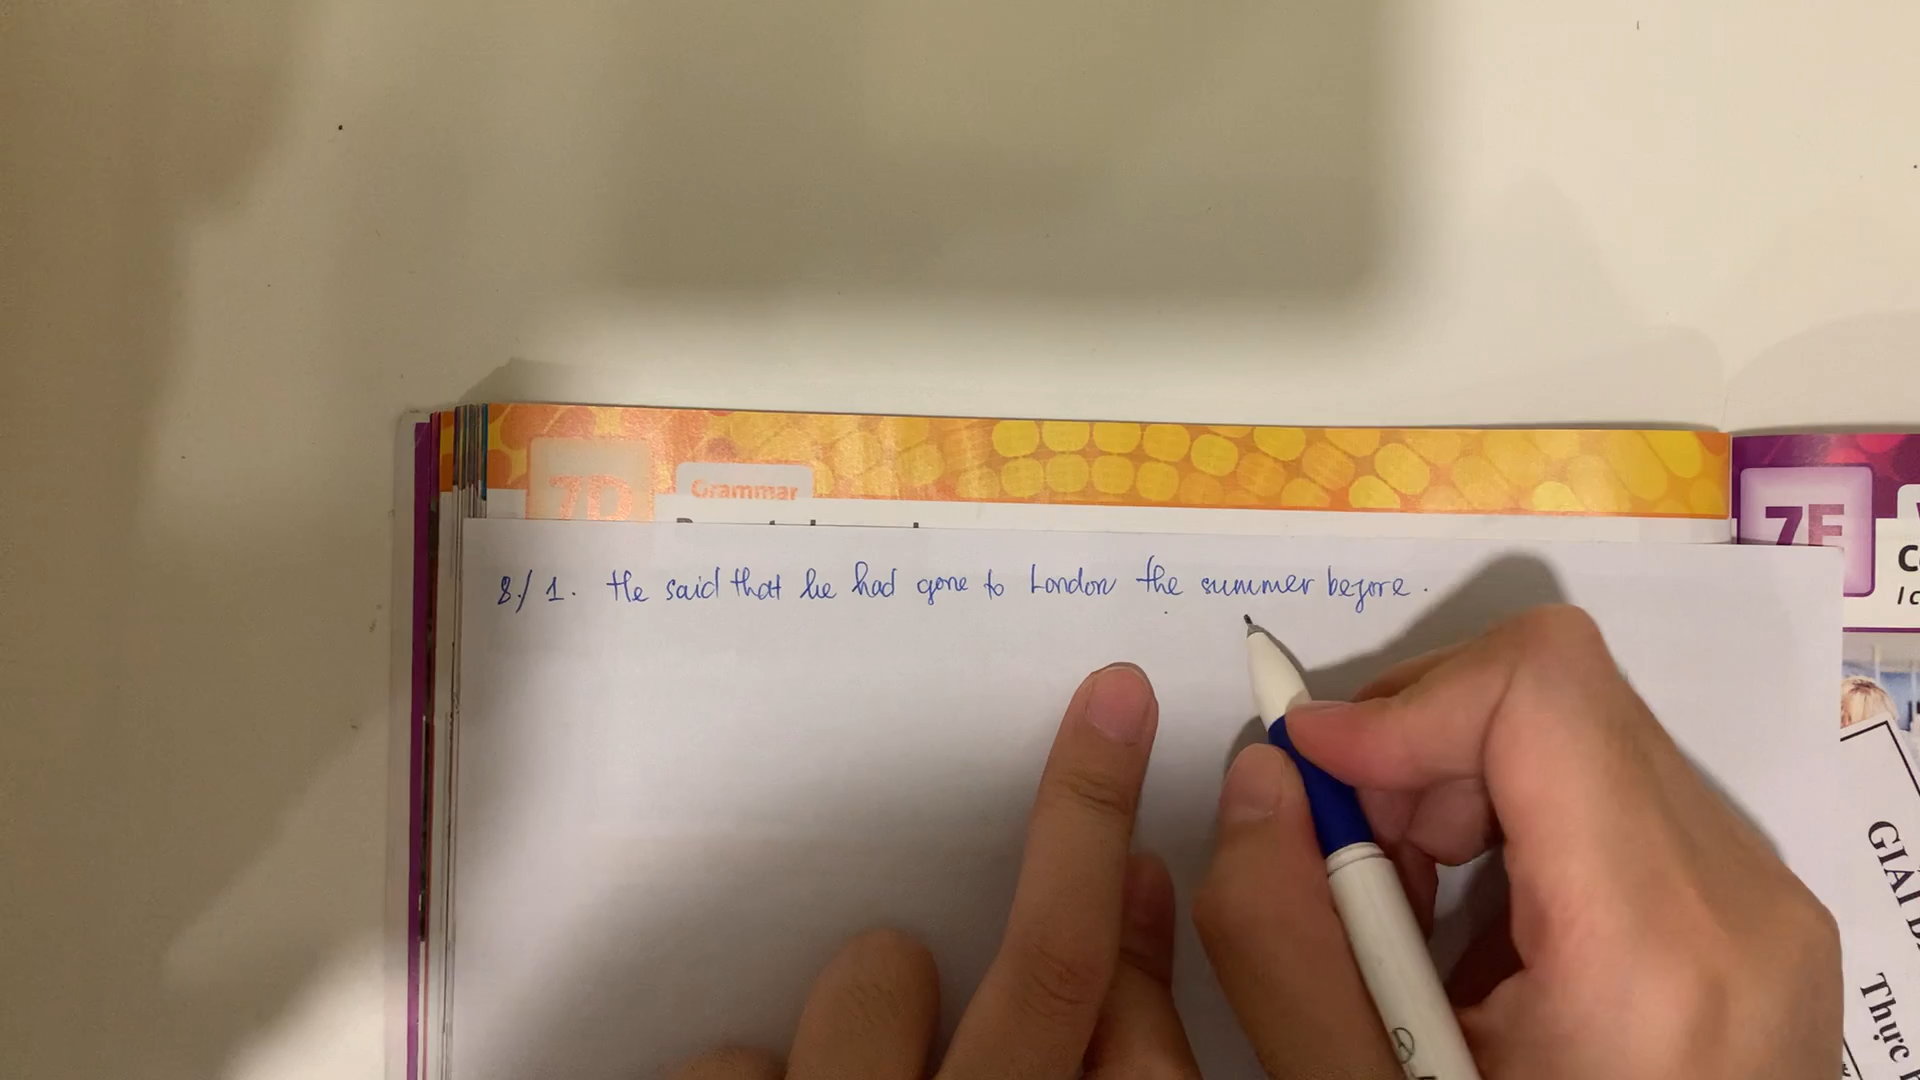 7D
Grammar
7E
8./ 1. He said that he had gone to London the summer before.
I c
GIẢI
Thực